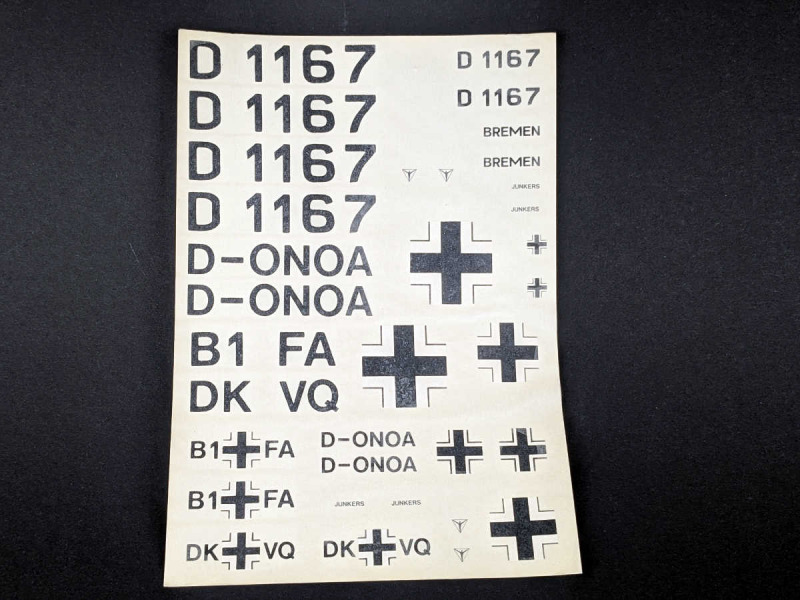 D 1167
D 1167
D 1167
D 1167
BREMEN
D 1167
BREMEN
JUNKERS
D 1167
JUNKERS
D-ONOA
D-ONOA
B1 FA
DK VQ
B1 FA
D-ONOA
D-ONOA
B1 FA
JUNKERS
JUNKERS
DK VQ
DK VQ